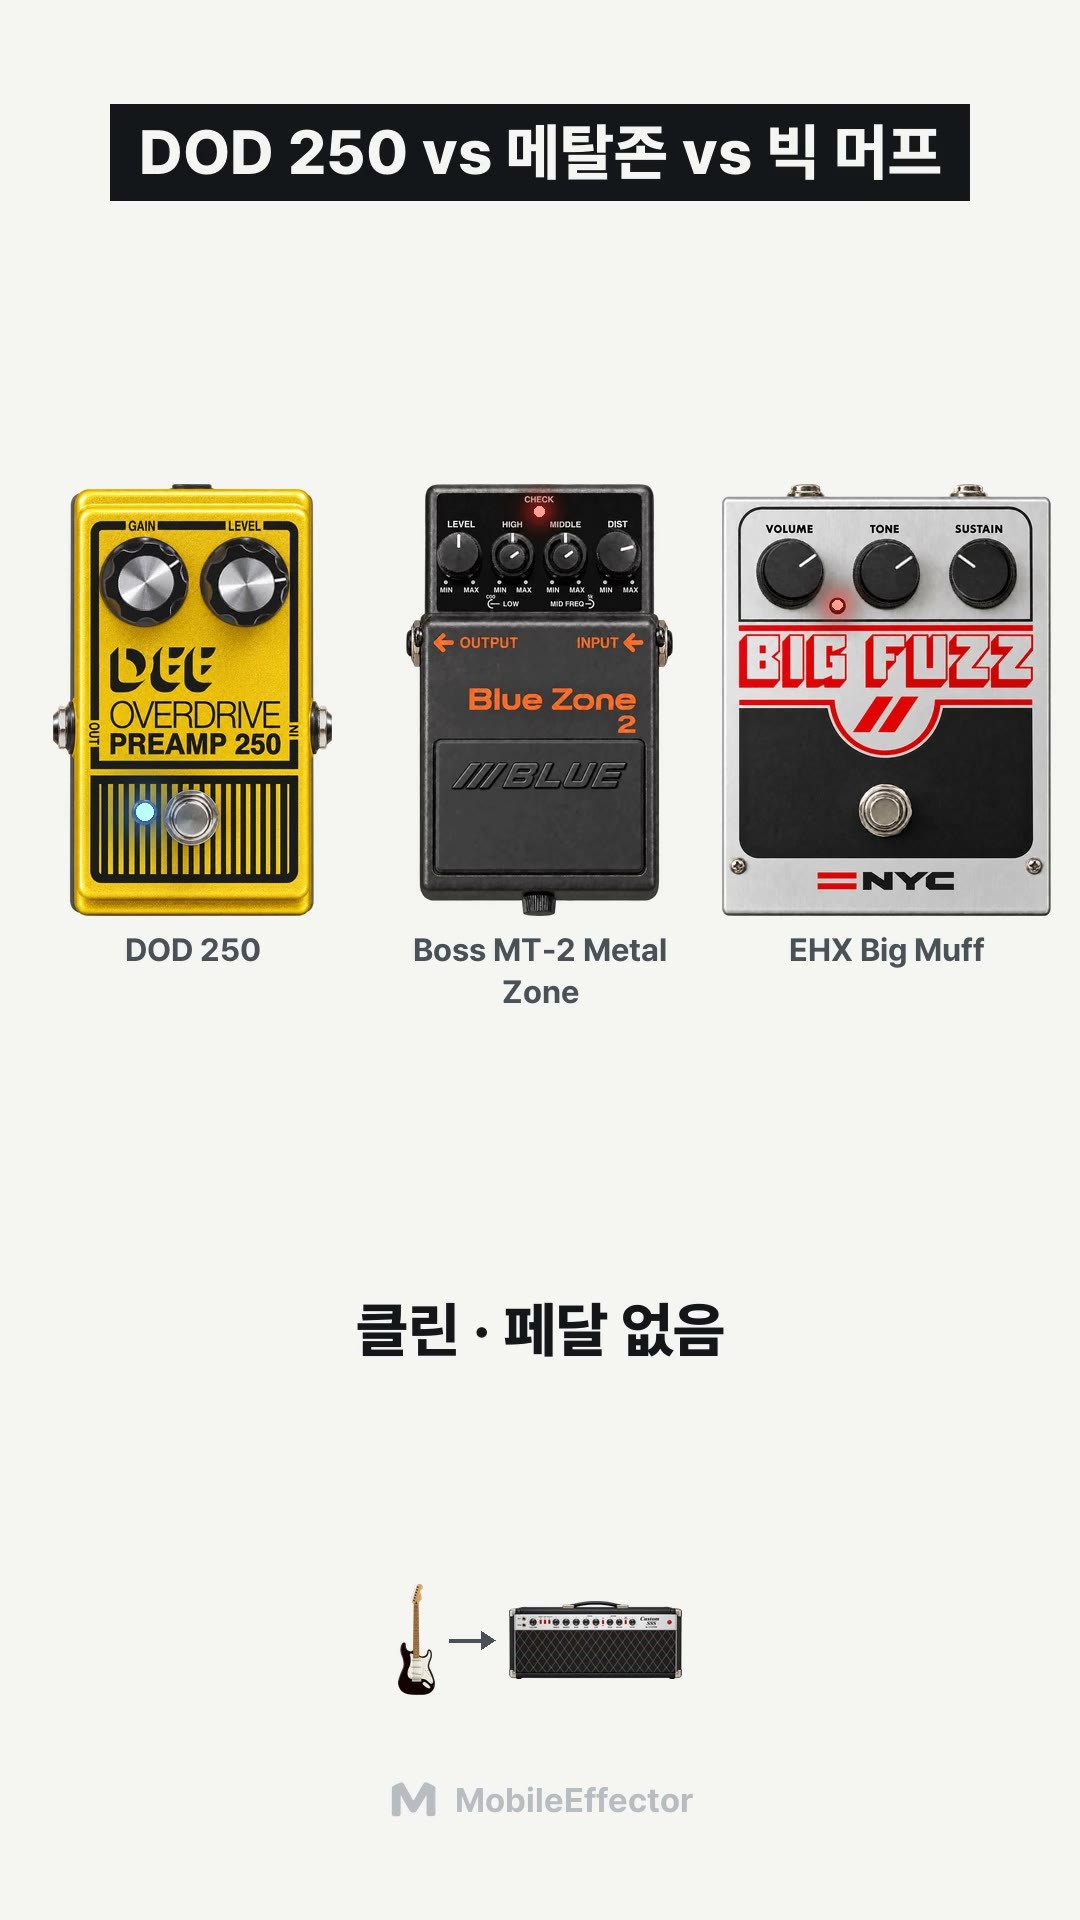 DOD 250 vs 메탈존 vs 빅 머프
GAIN LEVEL
DEE
OVERDRIVE
PREAMP 250
OUT
IN
CHECK
LEVEL HIGH MIDDLE DIST
MIN MAX MIN MAX MIN MAX MIN MAX
LOW MID FREQ
OUTPUT INPUT
Blue Zone
2
BLUE
VOLUME TONE SUSTAIN
BIG FUZZ
NYC
DOD 250
Boss MT-2 Metal
Zone
EHX Big Muff
클린 · 페달 없음
Custom
SSS
MobileEffector